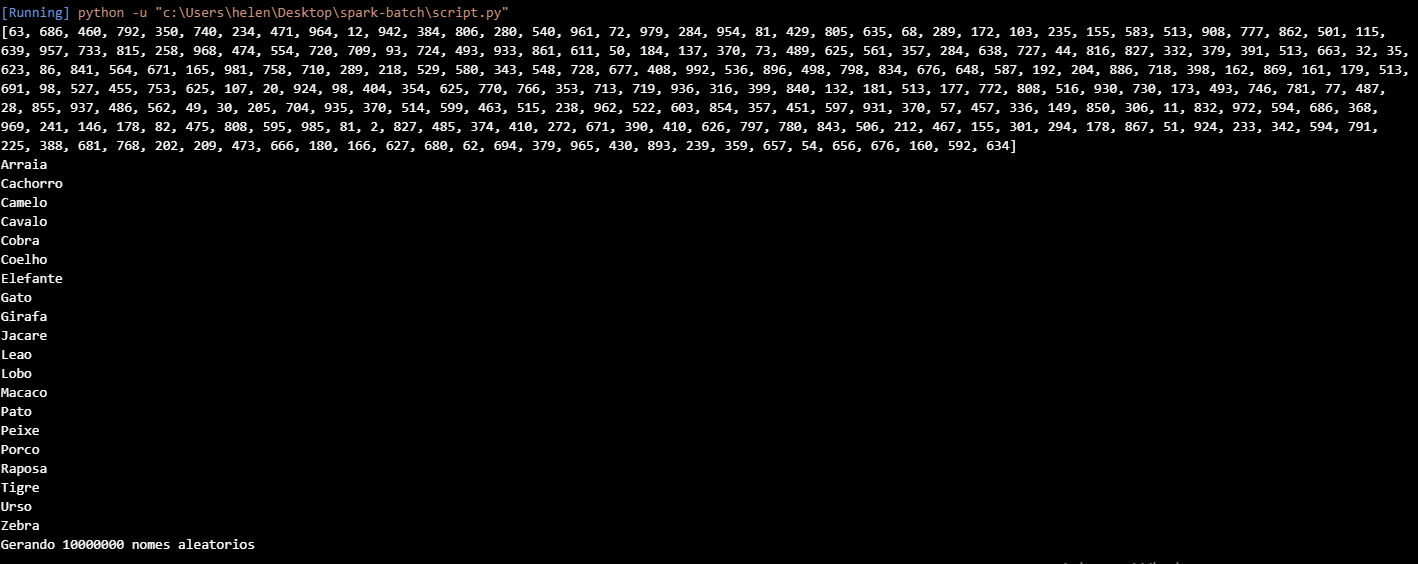 [Running] python -u "c:\Users\helen\Desktop\spark-batch\script.py"
[63, 686, 460, 792, 350, 740, 234, 471, 964, 12, 942, 384, 806, 280, 540, 961, 72, 979, 284, 954, 81, 429, 805, 635, 68, 289, 172, 103, 235, 155, 583, 513, 908, 777, 862, 501, 115,
639, 957, 733, 815, 258, 968, 474, 554, 720, 709, 93, 724, 493, 933, 861, 611, 50, 184, 137, 370, 73, 489, 625, 561, 357, 284, 638, 727, 44, 816, 827, 332, 379, 391, 513, 663, 32, 35,
623, 86, 841, 564, 671, 165, 981, 758, 710, 289, 218, 529, 580, 343, 548, 728, 677, 408, 992, 536, 896, 498, 798, 834, 676, 648, 587, 192, 204, 886, 718, 398, 162, 869, 161, 179, 513,
691, 98, 527, 455, 753, 625, 107, 20, 924, 98, 404, 354, 625, 770, 766, 353, 713, 719, 936, 316, 399, 840, 132, 181, 513, 177, 772, 808, 516, 930, 730, 173, 493, 746, 781, 77, 487,
28, 855, 937, 486, 562, 49, 30, 205, 704, 935, 370, 514, 599, 463, 515, 238, 962, 522, 603, 854, 357, 451, 597, 931, 370, 57, 457, 336, 149, 850, 306, 11, 832, 972, 594, 686, 368,
969, 241, 146, 178, 82, 475, 808, 595, 985, 81, 2, 827, 485, 374, 410, 272, 671, 390, 410, 626, 797, 780, 843, 506, 212, 467, 155, 301, 294, 178, 867, 51, 924, 233, 342, 594, 791,
225, 388, 681, 768, 202, 209, 473, 666, 180, 166, 627, 680, 62, 694, 379, 965, 430, 893, 239, 359, 657, 54, 656, 676, 160, 592, 634]
Arraia
Cachorro
Camelo
Cavalo
Cobra
Coelho
Elefante
Gato
Girafa
Jacare
Leao
Lobo
Macaco
Pato
Peixe
Porco
Raposa
Tigre
Urso
Zebra
Gerando 10000000 nomes aleatorios